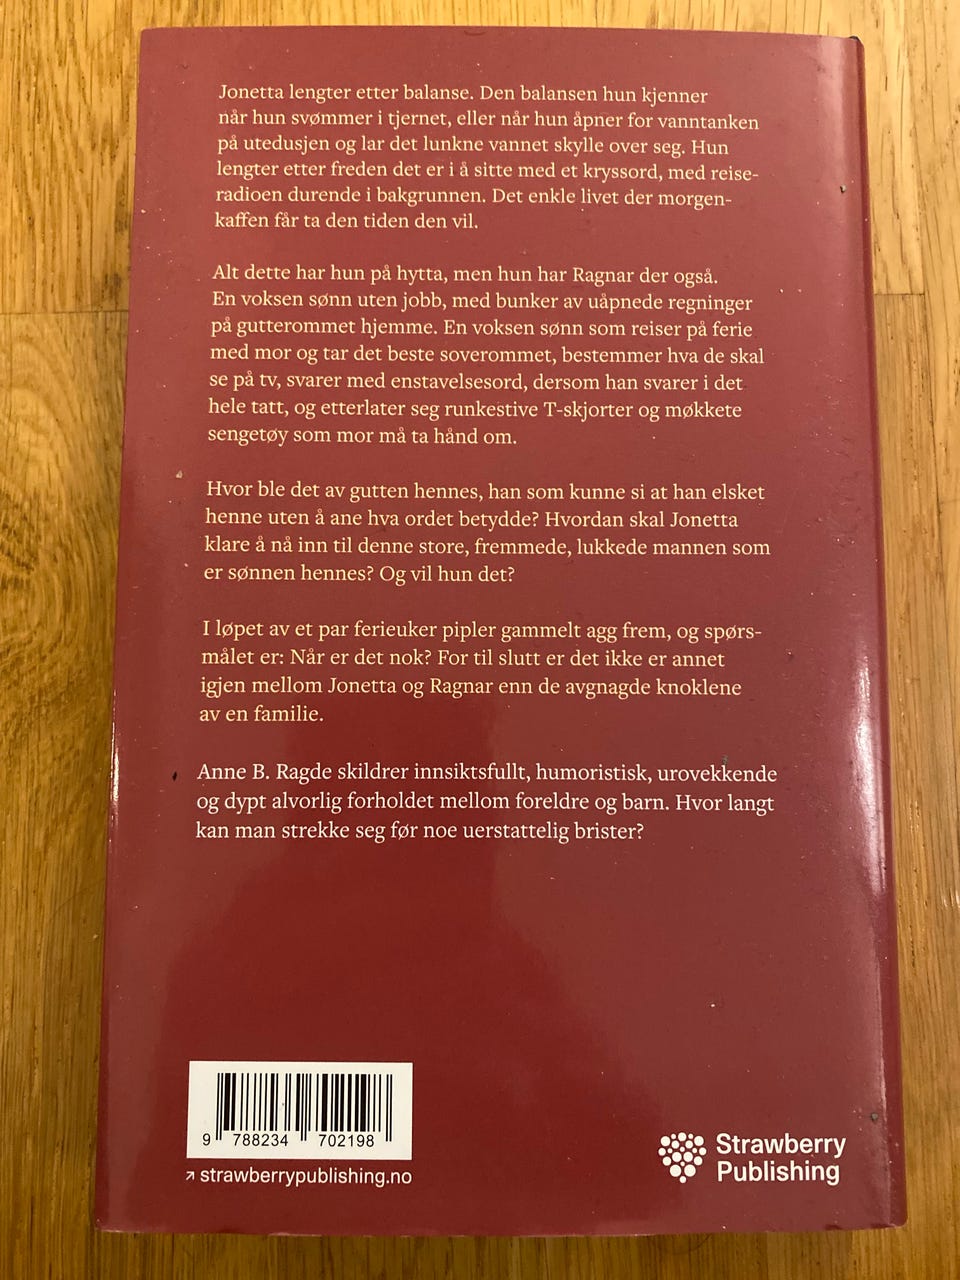 Jonetta lengter etter balanse. Den balansen hun kjenner
når hun svømmer i tjernet, eller når hun åpner for vanntanken
på utedusjen og lar det lunkne vannet skylle over seg. Hun
lengter etter freden det er i å sitte med et kryssord, med reise-
radioen durende i bakgrunnen. Det enkle livet der morgen-
kaffen får ta den tiden den vil.
Alt dette har hun på hytta, men hun har Ragnar der også.
En voksen sønn uten jobb, med bunker av uåpnede regninger
på gutterommet hjemme. En voksen sønn som reiser på ferie
med mor og tar det beste soverommet, bestemmer hva de skal
se på tv, svarer med enstavelsesord, dersom han svarer i det
hele tatt, og etterlater seg runkestive T-skjorter og møkkete
sengetøy som mor må ta hånd om.
Hvor ble det av gutten hennes, han som kunne si at han elsket
henne uten å ane hva ordet betydde? Hvordan skal Jonetta
klare å nå inn til denne store, fremmede, lukkede mannen som
er sønnen hennes? Og vil hun det?
I løpet av et par ferieuker pipler gammelt agg frem, og spørs-
målet er: Når er det nok? For til slutt er det ikke er annet
igjen mellom Jonetta og Ragnar enn de avgnagde knoklene
av en familie.
Anne B. Ragde skildrer innsiktsfullt, humoristisk, urovekkende
og dypt alvorlig forholdet mellom foreldre og barn. Hvor langt
kan man strekke seg før noe uerstattelig brister?
9 788234 702198
↗ strawberrypublishing.no
Strawberry
Publishing